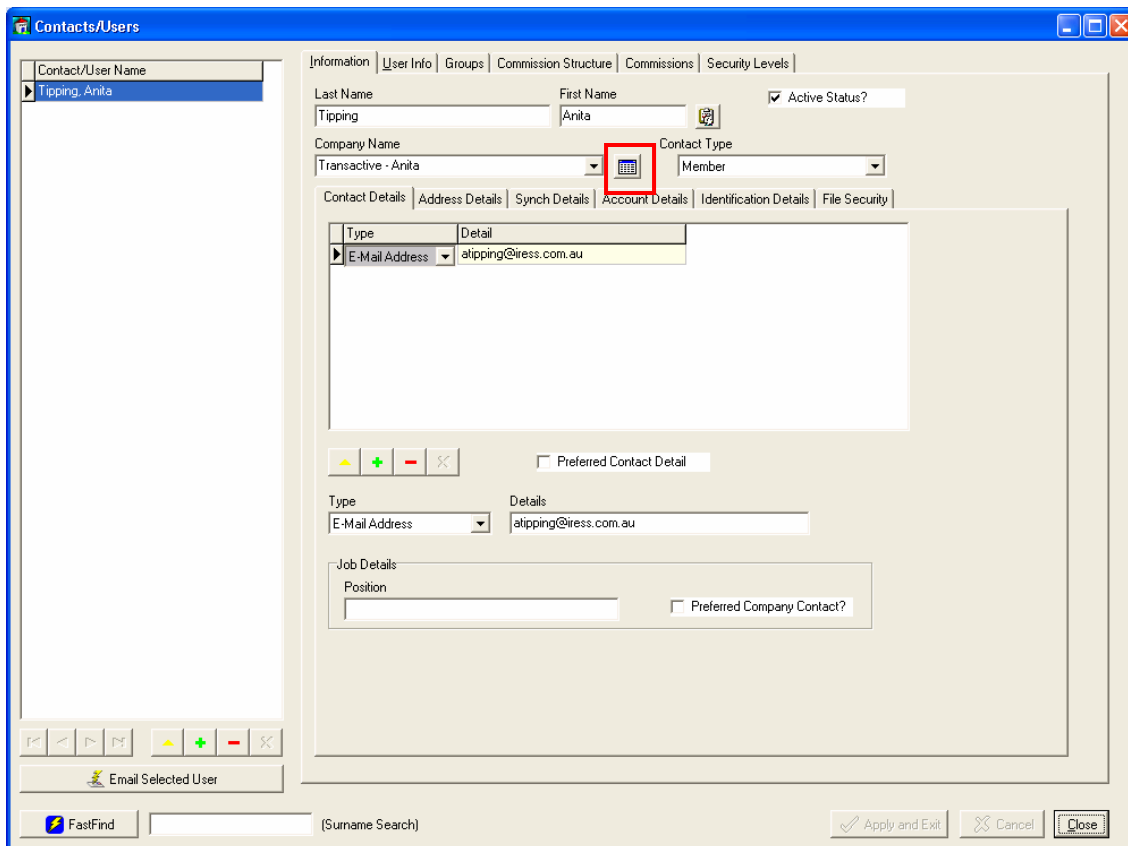 Contacts/Users
Contact/User Name
Tipping, Anita
Information User Info Groups Commission Structure Commissions Security Levels
Last Name First Name Active Status?
Tipping Anita
Company Name Contact Type
Transactive - Anita Member
Contact Details Address Details Synch Details Account Details Identification Details File Security
Type Detail
E-Mail Address atipping@iress.com.au
Preferred Contact Detail
Type Details
E-Mail Address atipping@iress.com.au
Job Details
Position
Preferred Company Contact?
Email Selected User
FastFind (Surname Search) Apply and Exit Cancel Close